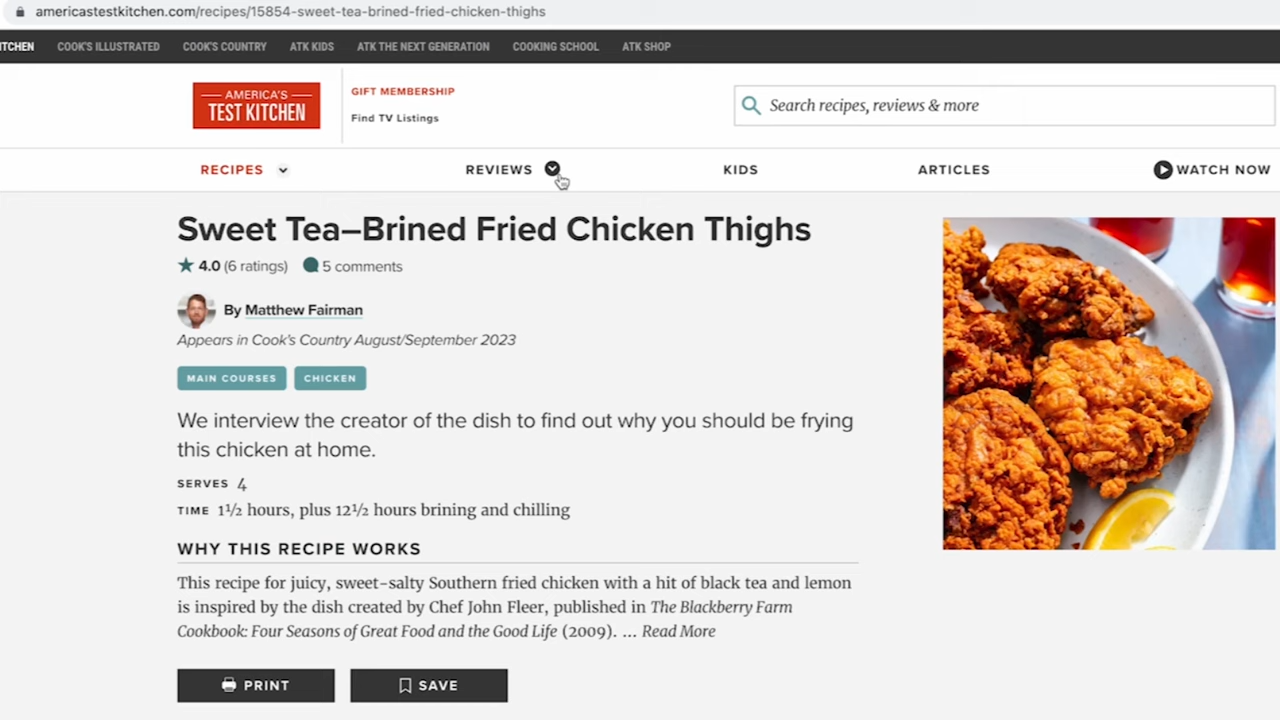 americastestkitchen.com/recipes/15854-sweet-tea-brined-fried-chicken-thighs
ITCHEN COOK'S ILLUSTRATED COOK'S COUNTRY ATK KIDS ATK THE NEXT GENERATION COOKING SCHOOL ATK SHOP
AMERICA'S
TEST KITCHEN
GIFT MEMBERSHIP
Find TV Listings
Search recipes, reviews & more
RECIPES REVIEWS KIDS ARTICLES WATCH NOW
Sweet Tea–Brined Fried Chicken Thighs
4.0 (6 ratings) 5 comments
By Matthew Fairman
Appears in Cook's Country August/September 2023
MAIN COURSES CHICKEN
We interview the creator of the dish to find out why you should be frying
this chicken at home.
SERVES 4
TIME 1½ hours, plus 12½ hours brining and chilling
WHY THIS RECIPE WORKS
This recipe for juicy, sweet-salty Southern fried chicken with a hit of black tea and lemon
is inspired by the dish created by Chef John Fleer, published in The Blackberry Farm
Cookbook: Four Seasons of Great Food and the Good Life (2009). ... Read More
PRINT SAVE